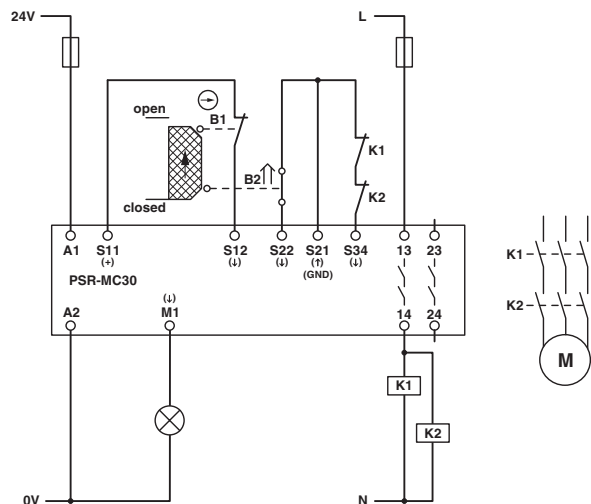 24V
L
open
B1
B2
closed
K1
K2
A1 S11 S12 S22 S21 S34 13 23
(+) (↓) (↓) (↑) (↓)
(GND)
PSR-MC30
(↓)
A2 M1 14 24
K1
K2
0V N
K1
K2
M